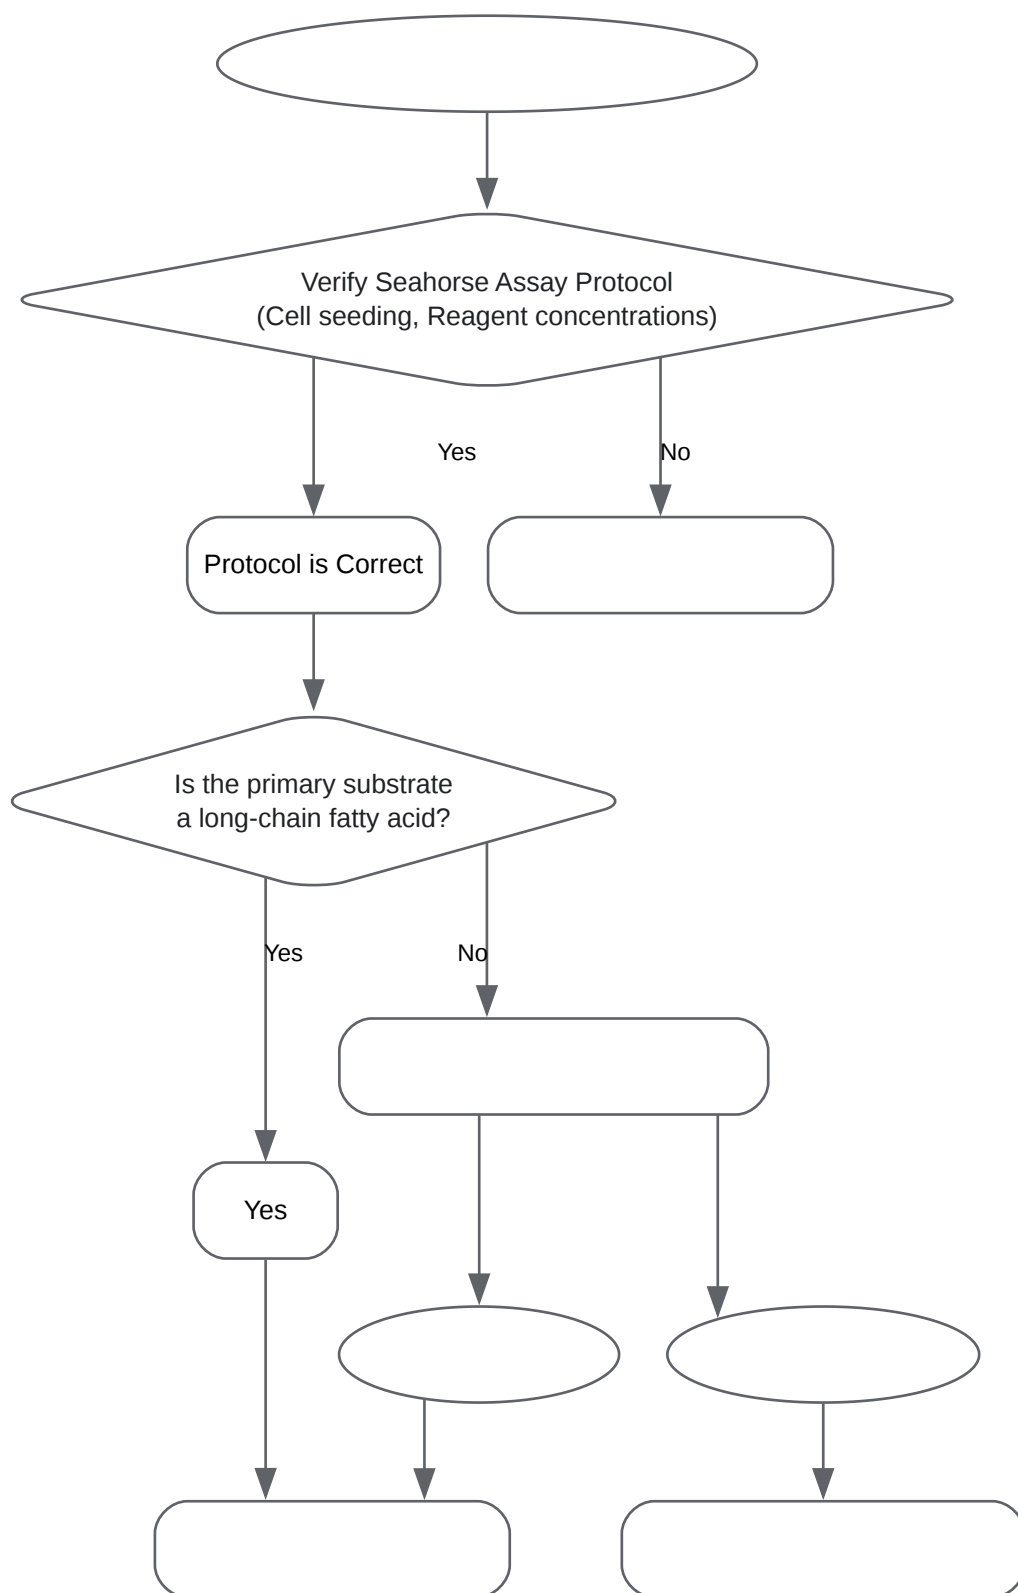 Verify Seahorse Assay Protocol
(Cell seeding, Reagent concentrations)
Yes
No
Protocol is Correct
Is the primary substrate
a long-chain fatty acid?
Yes
No
Yes